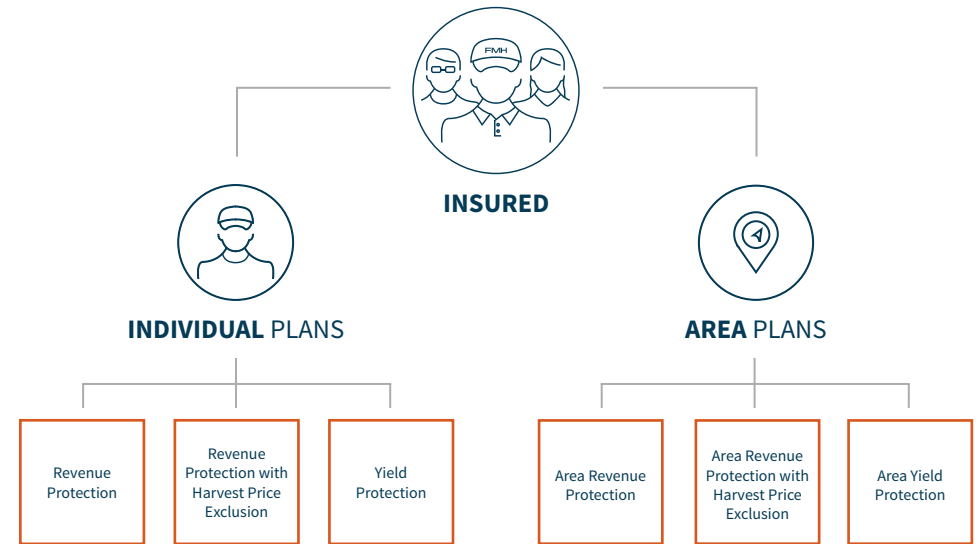 FMH
INSURED
INDIVIDUAL PLANS
Revenue
Protection
Revenue
Protection with
Harvest Price
Exclusion
Yield
Protection
AREA PLANS
Area Revenue
Protection
Area Revenue
Protection with
Harvest Price
Exclusion
Area Yield
Protection